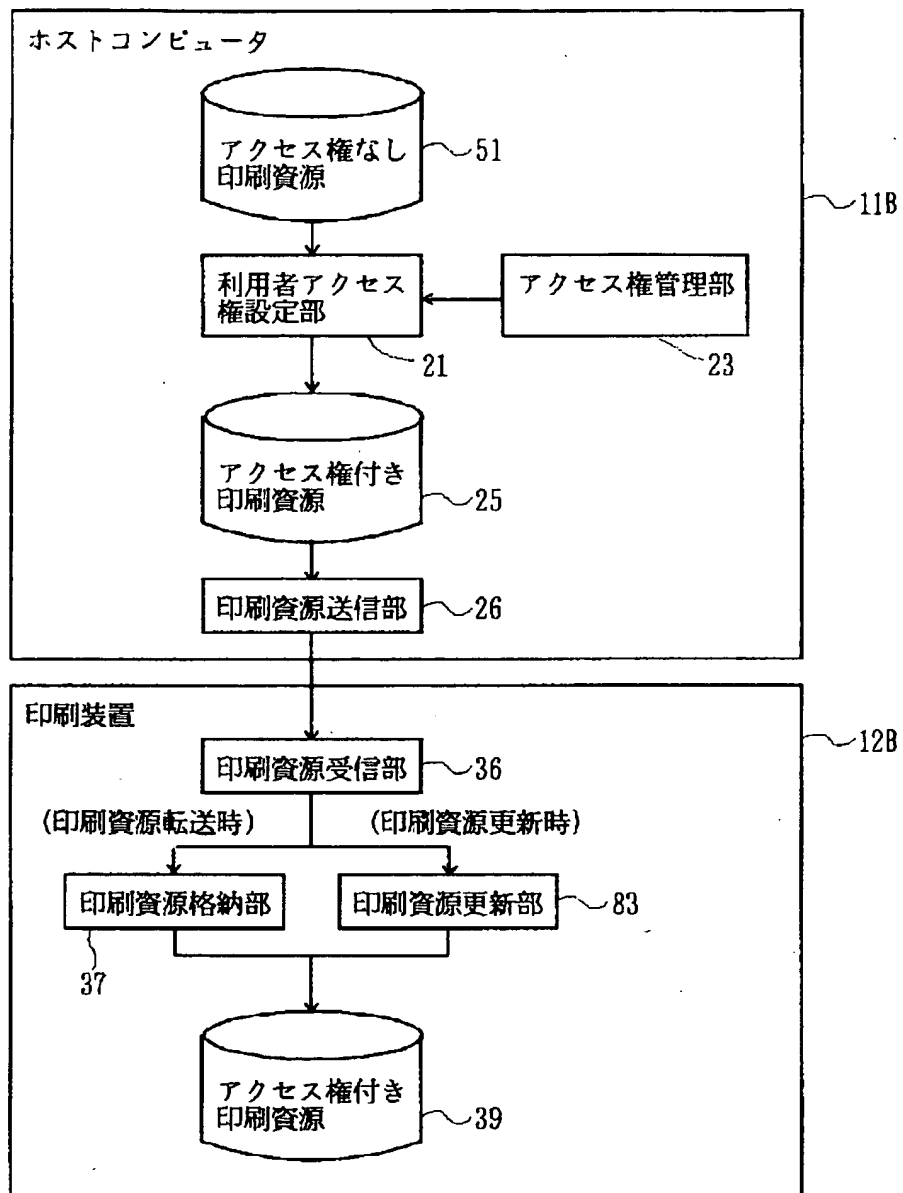 ホストコンピュータ
アクセス権なし
印刷資源
51
11B
利用者アクセス
権設定部
アクセス権管理部
21
23
アクセス権付き
印刷資源
25
印刷資源送信部
26
印刷装置
12B
印刷資源受信部
36
(印刷資源転送時)
(印刷資源更新時)
印刷資源格納部
印刷資源更新部
83
37
アクセス権付き
印刷資源
39